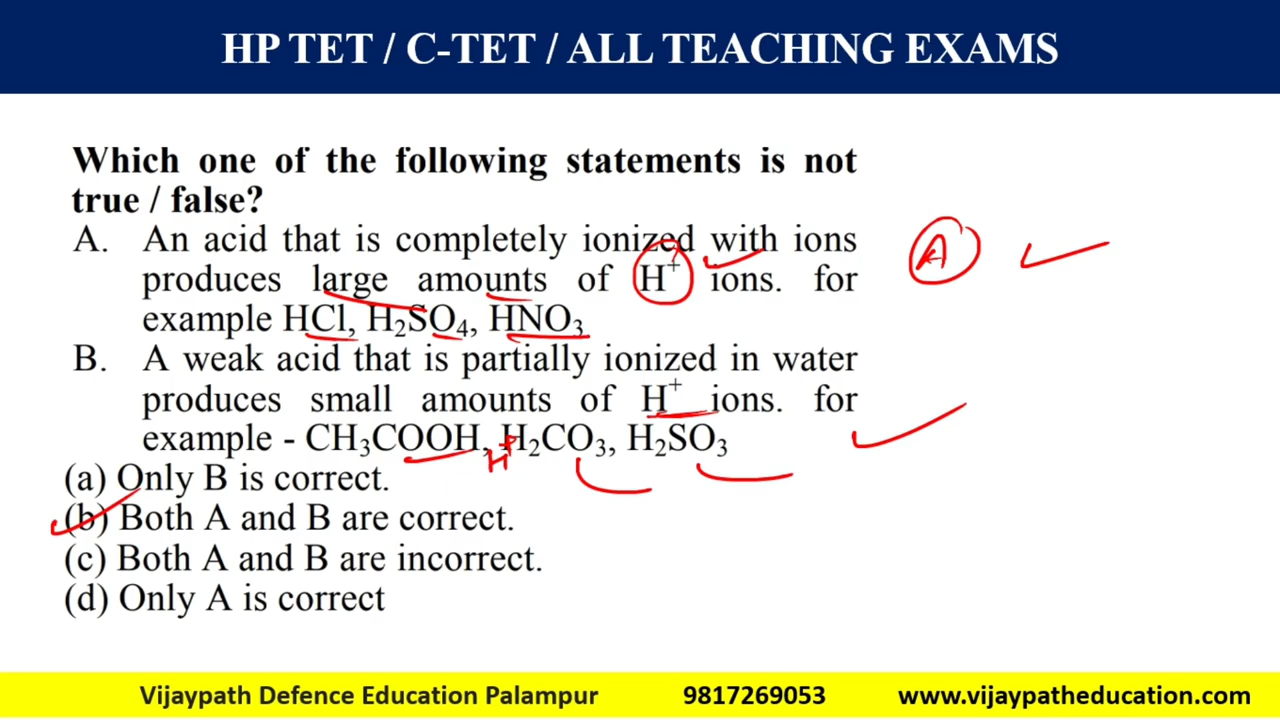 HP TET / C-TET / ALL TEACHING EXAMS
Which one of the following statements is not
true / false?
A. An acid that is completely ionized with ions
produces large amounts of H⁺ ions. for
example HCl, H₂SO₄, HNO₃
A
B. A weak acid that is partially ionized in water
produces small amounts of H⁺ ions. for
example - CH₃COOH, H₂CO₃, H₂SO₃
H⁺
(a) Only B is correct.
(b) Both A and B are correct.
(c) Both A and B are incorrect.
(d) Only A is correct
Vijaypath Defence Education Palampur 9817269053 www.vijaypatheducation.com